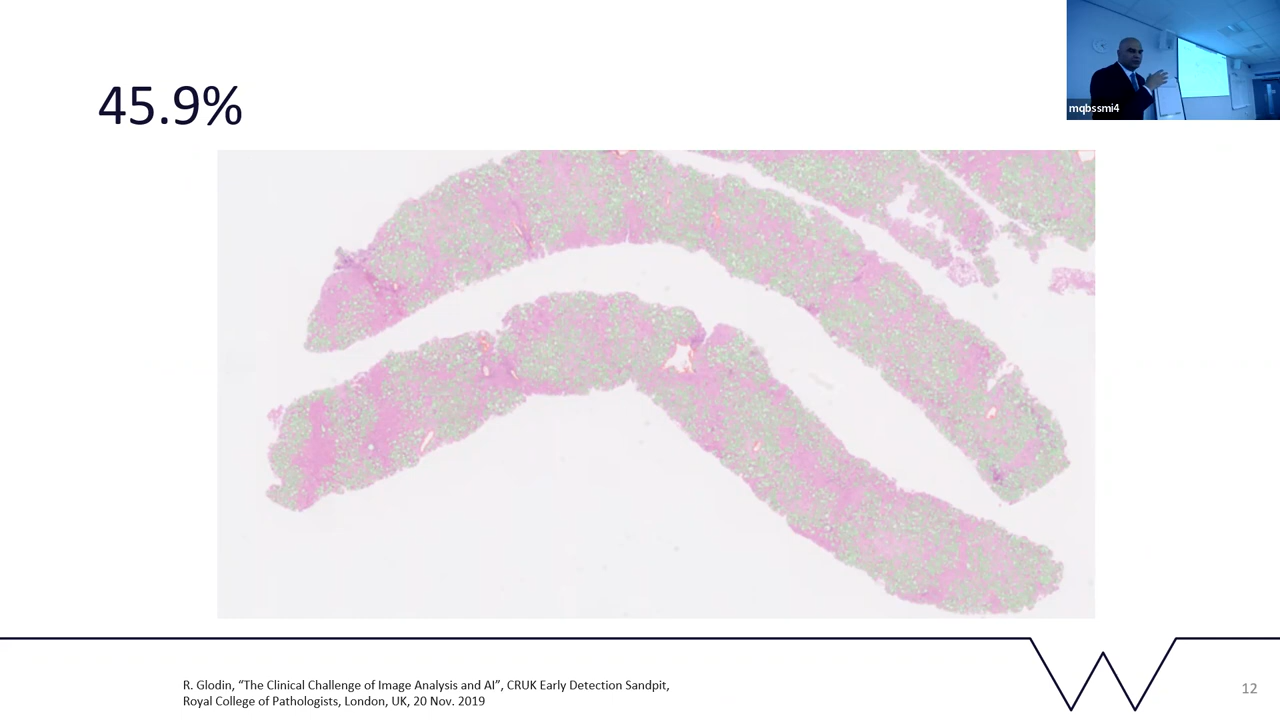 mqbssmi4
45.9%
R. Glodin, “The Clinical Challenge of Image Analysis and AI”, CRUK Early Detection Sandpit,
Royal College of Pathologists, London, UK, 20 Nov. 2019
12